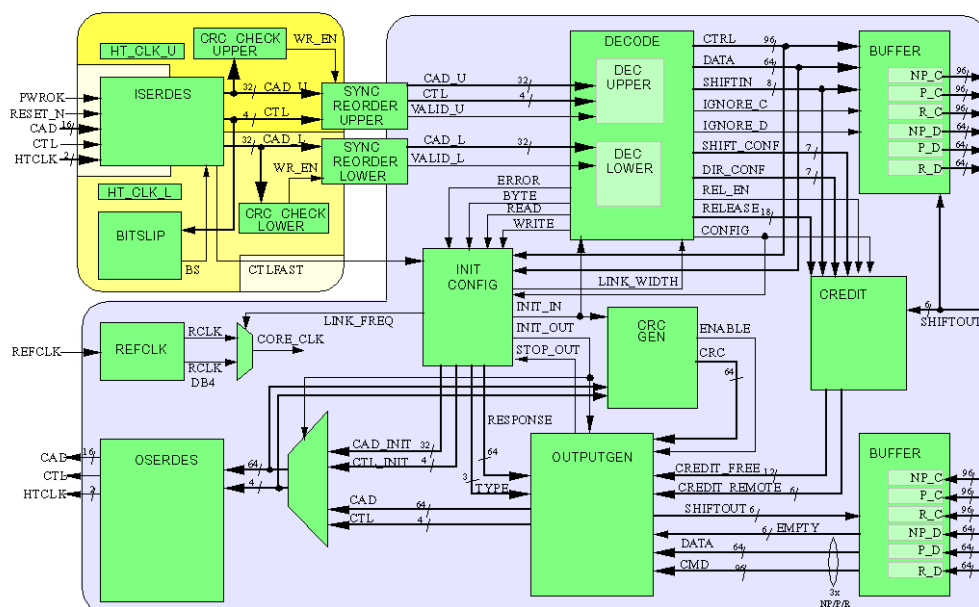 HT_CLK_U
CRC CHECK
UPPER
WR_EN
DECODE
CTRL
96
BUFFER
DATA
96
NP_C
96
P_C
96
R_C
96
NP_D
64
P_D
64
R_D
64
PWROK
RESET_N
CAD
16
CTL
HTCLK
2
ISERDES
32
CAD_U
4
CTL
32
CAD_L
SYNC
REORDER
UPPER
CAD_U
32
CTL
4
VALID_U
DEC
UPPER
SHIFTIN
8
IGNORE_C
IGNORE_D
SYNC
REORDER
LOWER
CAD_L
32
VALID_L
DEC
LOWER
SHIFT_CONF
7
DIR_CONF
7
REL_EN
RELEASE
18
CONFIG
WR_EN
HT_CLK_L
CRC CHECK
LOWER
BITSLIP
BS
CTLFAST
ERROR
BYTE
READ
WRITE
INIT
CONFIG
LINK_WIDTH
CREDIT
6
SHIFTOUT
LINK_FREQ
INIT_IN
INIT_OUT
STOP_OUT
CRC
GEN
ENABLE
CRC
64
REFCLK
REFCLK
RCLK
RCLK
DB4
CORE_CLK
RESPONSE
64
3
TYPE
CAD
16
CTL
HTCLK
2
OSERDES
64
4
CAD_INIT
32
CTL_INIT
4
CAD
64
CTL
4
OUTPUTGEN
CREDIT_FREE
12
CREDIT_REMOTE
6
SHIFTOUT
6
6
EMPTY
DATA
64
CMD
96
3x
NP/P/R
BUFFER
NP_C
96
P_C
96
R_C
96
NP_D
64
P_D
64
R_D
64